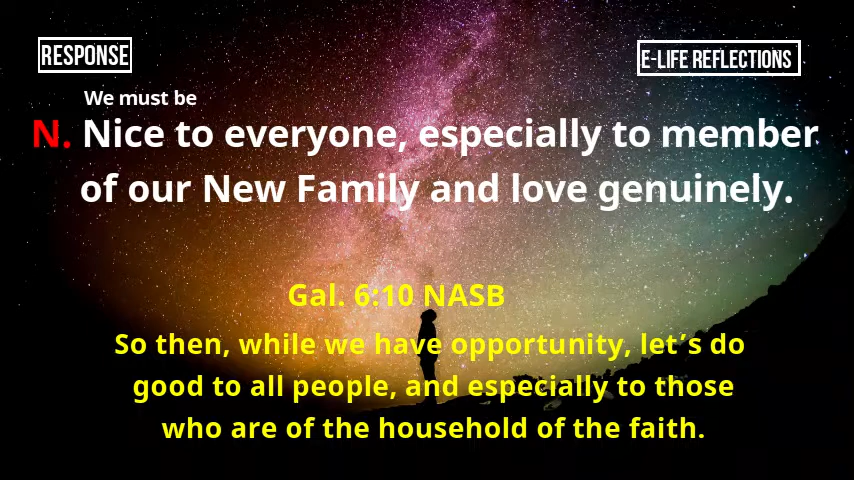 RESPONSE
E-LIFE REFLECTIONS
We must be
N. Nice to everyone, especially to member
of our New Family and love genuinely.
Gal. 6:10 NASB
So then, while we have opportunity, let’s do
good to all people, and especially to those
who are of the household of the faith.